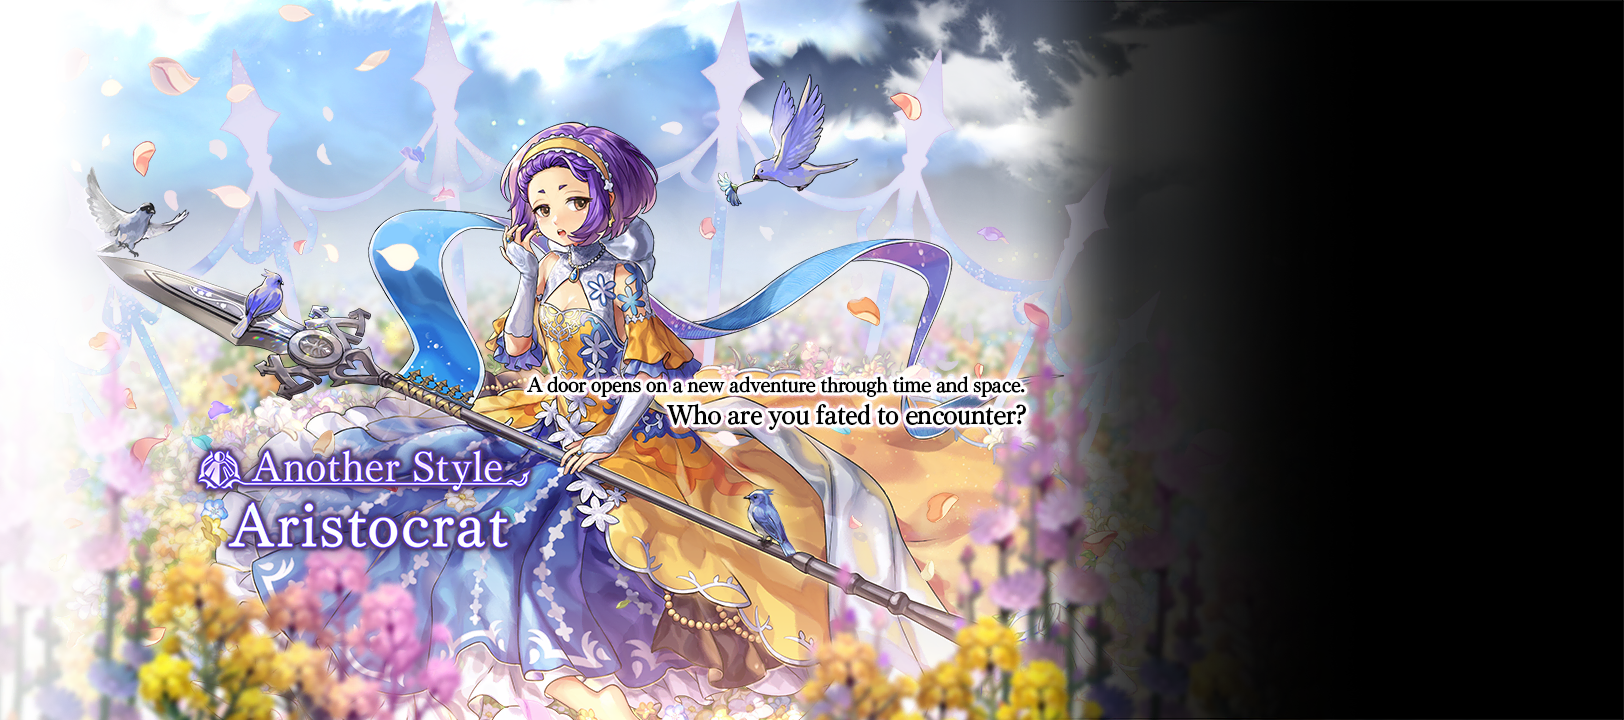 A door opens on a new adventure through time and space.
Who are you fated to encounter?
Another Style
Aristocrat